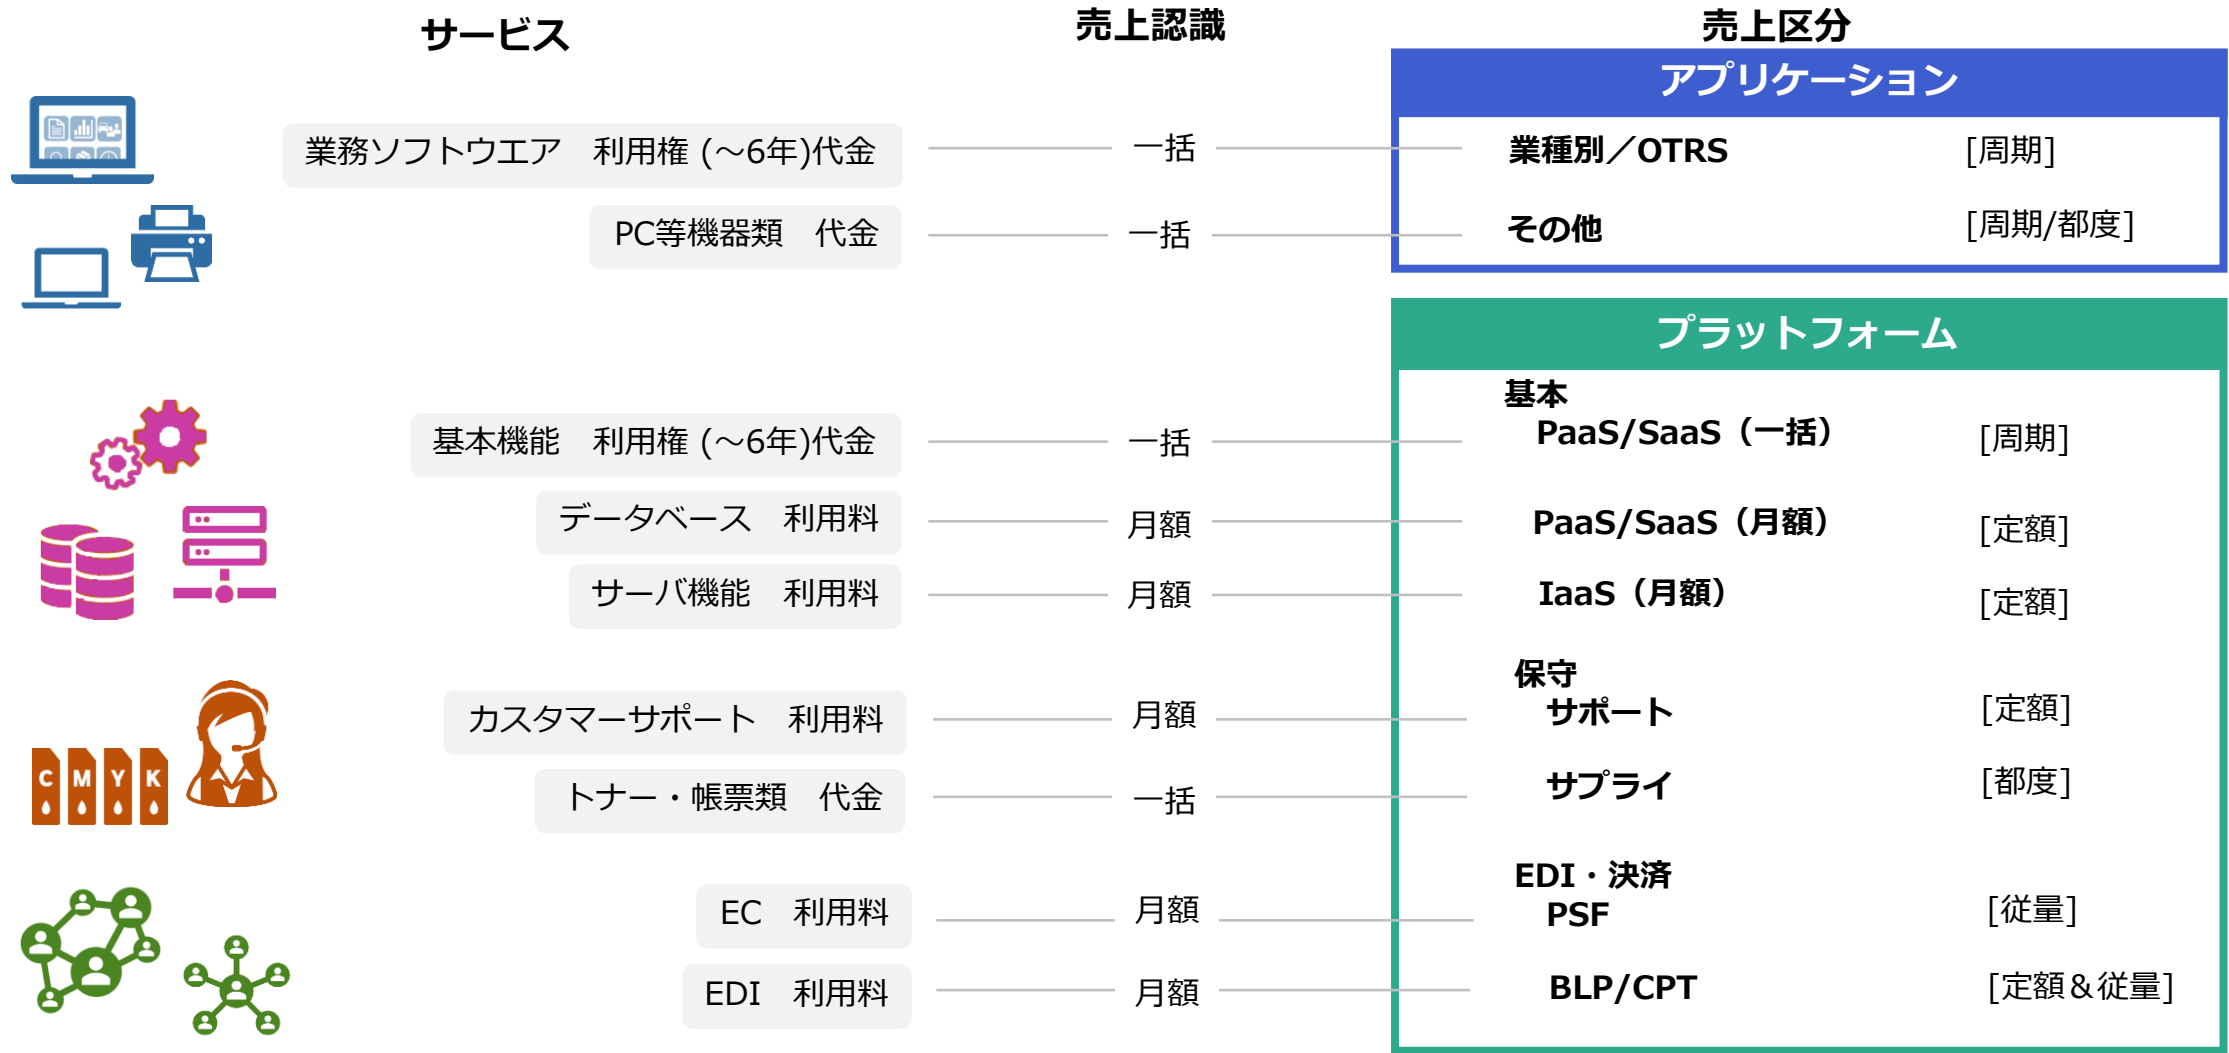 サービス 売上認識 売上区分
アプリケーション
業務ソフトウエア 利用権 (～6年)代金 一括 業種別／OTRS [周期]
PC等機器類 代金 一括 その他 [周期/都度]
プラットフォーム
基本
基本機能 利用権 (～6年)代金 一括 PaaS/SaaS（一括） [周期]
データベース 利用料 月額 PaaS/SaaS（月額） [定額]
サーバ機能 利用料 月額 IaaS（月額） [定額]
保守
カスタマーサポート 利用料 月額 サポート [定額]
C M Y K
トナー・帳票類 代金 一括 サプライ [都度]
EDI・決済
EC 利用料 月額 PSF [従量]
EDI 利用料 月額 BLP/CPT [定額＆従量]